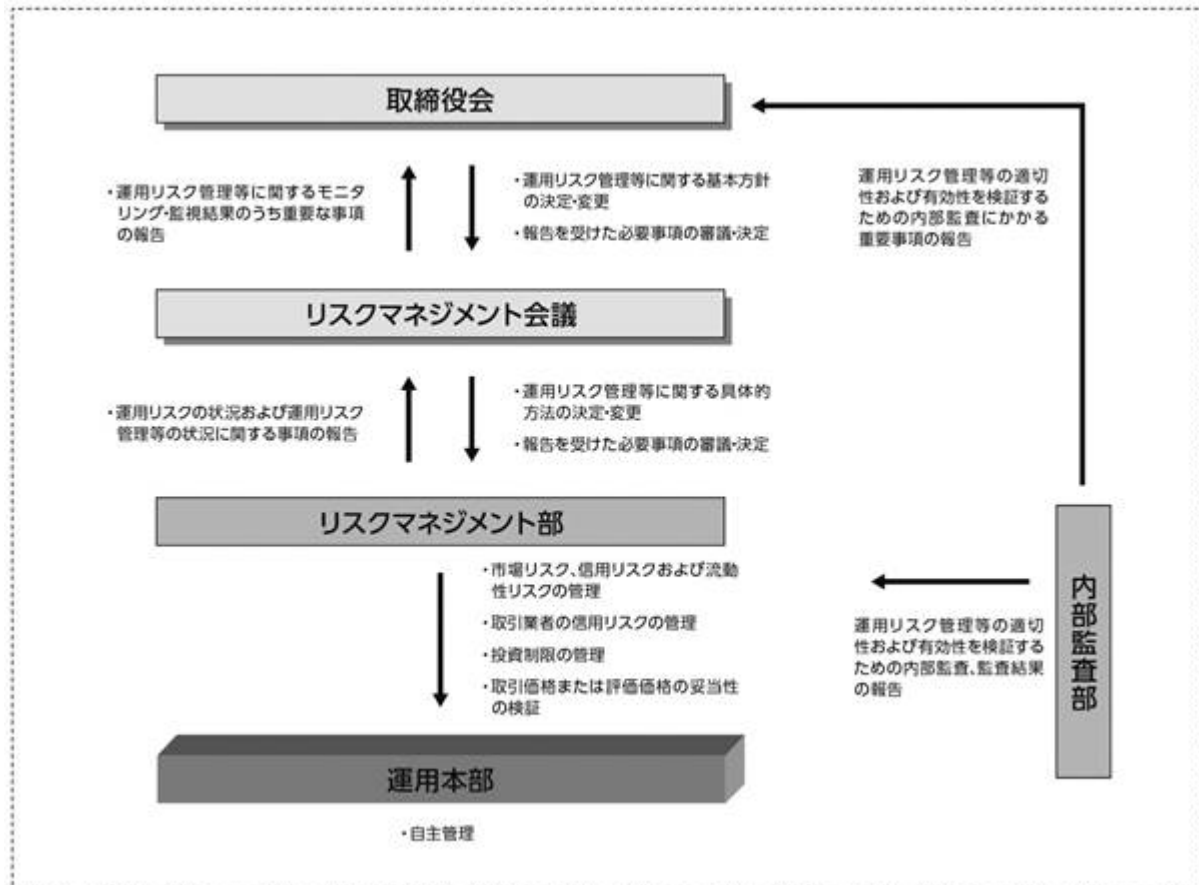 取締役会
・運用リスク管理等に関するモニタ
リング・監視結果のうち重要な事項
の報告
・運用リスク管理等に関する基本方針
の決定・変更
・報告を受けた必要事項の審議・決定
運用リスク管理等の適切
性および有効性を検証する
ための内部監査にかかる
重要事項の報告
リスクマネジメント会議
・運用リスクの状況および運用リスク
管理等の状況に関する事項の報告
・運用リスク管理等に関する具体的
方法の決定・変更
・報告を受けた必要事項の審議・決定
リスクマネジメント部
・市場リスク、信用リスクおよび流動
性リスクの管理
・取引業者の信用リスクの管理
・投資制限の管理
・取引価格または評価価格の妥当性
の検証
運用リスク管理等の適切
性および有効性を検証する
ための内部監査、監査結果
の報告
内部監査部
運用本部
・自主管理